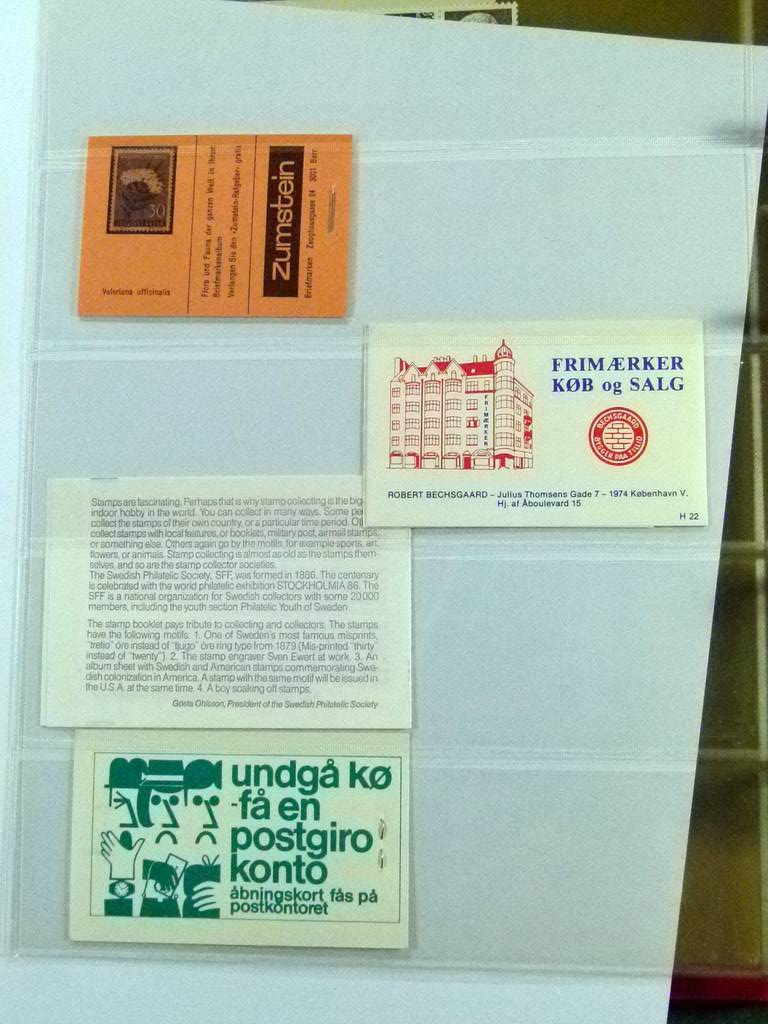 30
Valeriana officinalis
Flora und Fauna der ganzen Welt in Ihrem
Briefmarkenalbum
Verlangen Sie den «Zumstein-Ratgeber» gratis
Zumstein
Briefmarken Zeughausgasse 24 3001 Bern
FRIMÆRKER
KØB og SALG
FRIMÆRKER
BECHSGAARD
BYGGER PAA TILLID
ROBERT BECHSGAARD – Julius Thomsens Gade 7 – 1974 København V.
Hj. af Åboulevard 15
H 22
Stamps are fascinating. Perhaps that is why stamp collecting is the big
indoor hobby in the world. You can collect in many ways. Some pe
collect the stamps of their own country, or a particular time period. Ot
collect stamps with local features, or booklets, military post, airmail stamps,
or something else. Others again go by the motifs, for example sports, art,
flowers, or animals. Stamp collecting is almost as old as the stamps them-
selves, and so are the stamp collector societies.
The Swedish Philatelic Society, SFF, was formed in 1886. The centenary
is celebrated with the world philatelic exhibition STOCKHOLMIA 86. The
SFF is a national organization for Swedish collectors with some 20000
members, including the youth section Philatelic Youth of Sweden.
The stamp booklet pays tribute to collecting and collectors. The stamps
have the following motifs: 1. One of Sweden's most famous misprints,
"tretio" öre instead of "tjugo" öre ring type from 1879 (Mis-printed "thirty"
instead of "twenty"). 2. The stamp engraver Sven Ewert at work. 3. An
album sheet with Swedish and American stamps commemorating Swe-
dish colonization in America. A stamp with the same motif will be issued in
the U.S.A. at the same time. 4. A boy soaking off stamps.
Gösta Ohlsson, President of the Swedish Philatelic Society
undgå kø
-få en
postgiro
konto
åbningskort fås på
postkontoret